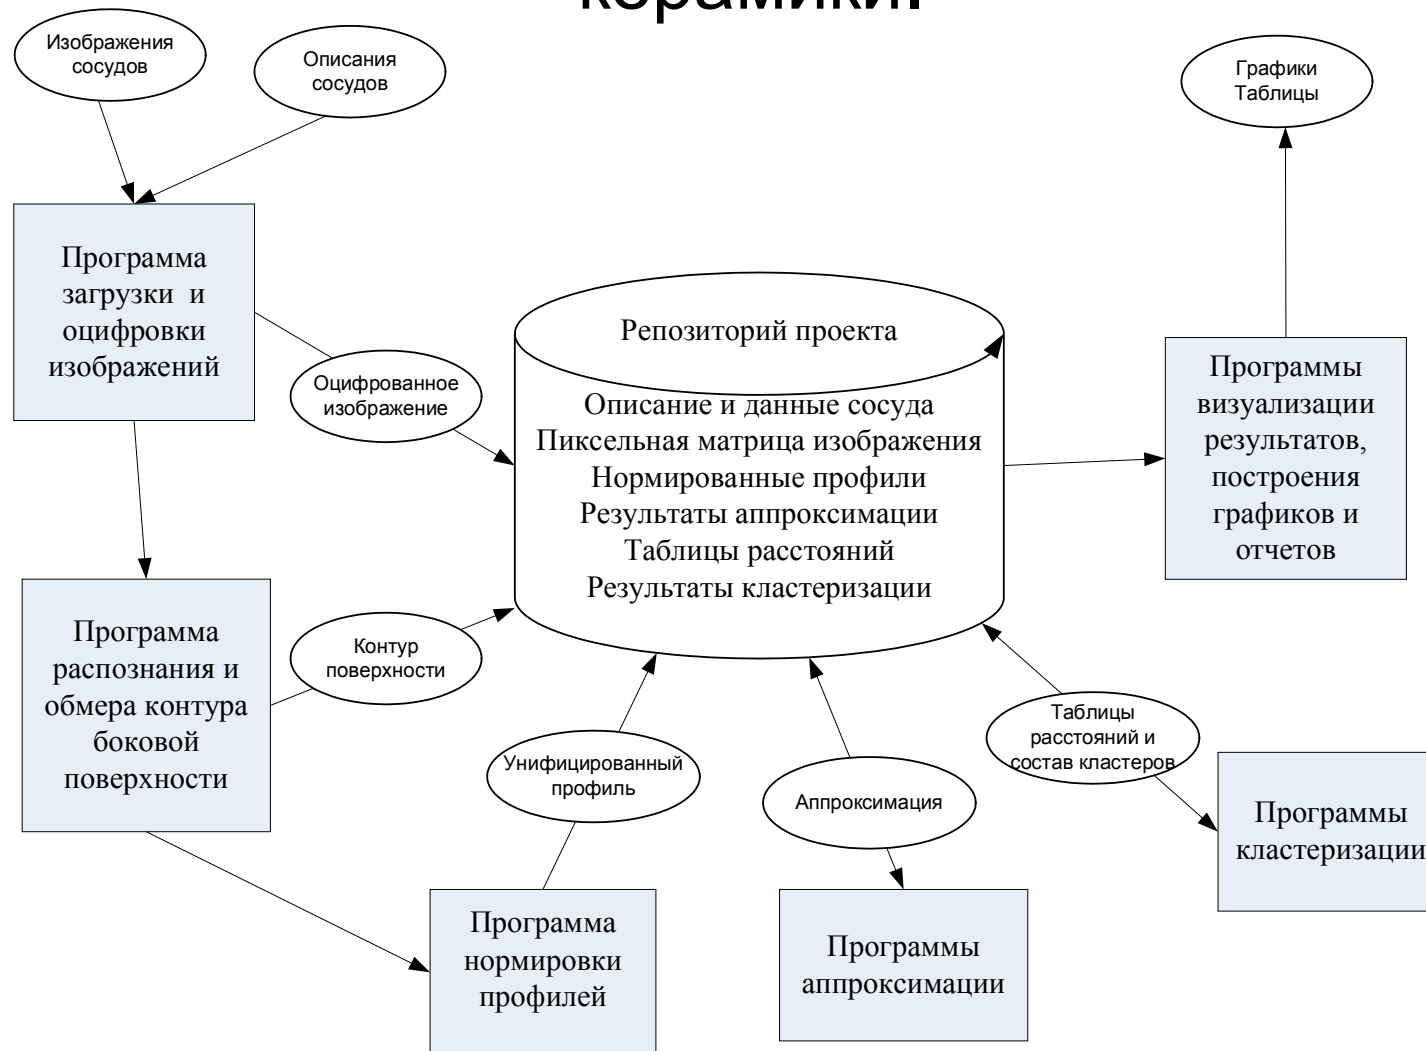 керамики.
Изображения
сосудов
Описания
сосудов
Графики
Таблицы
Программа
загрузки и
оцифровки
изображений
Оцифрованное
изображение
Репозиторий проекта
Описание и данные сосуда
Пиксельная матрица изображения
Нормированные профили
Результаты аппроксимации
Таблицы расстояний
Результаты кластеризации
Программы
визуализации
результатов,
построения
графиков и
отчетов
Программа
распознания и
обмера контура
боковой
поверхности
Контур
поверхности
Унифицированный
профиль
Аппроксимация
Таблицы
расстояний и
состав кластеров
Программы
кластеризации
Программа
нормировки
профилей
Программы
аппроксимации